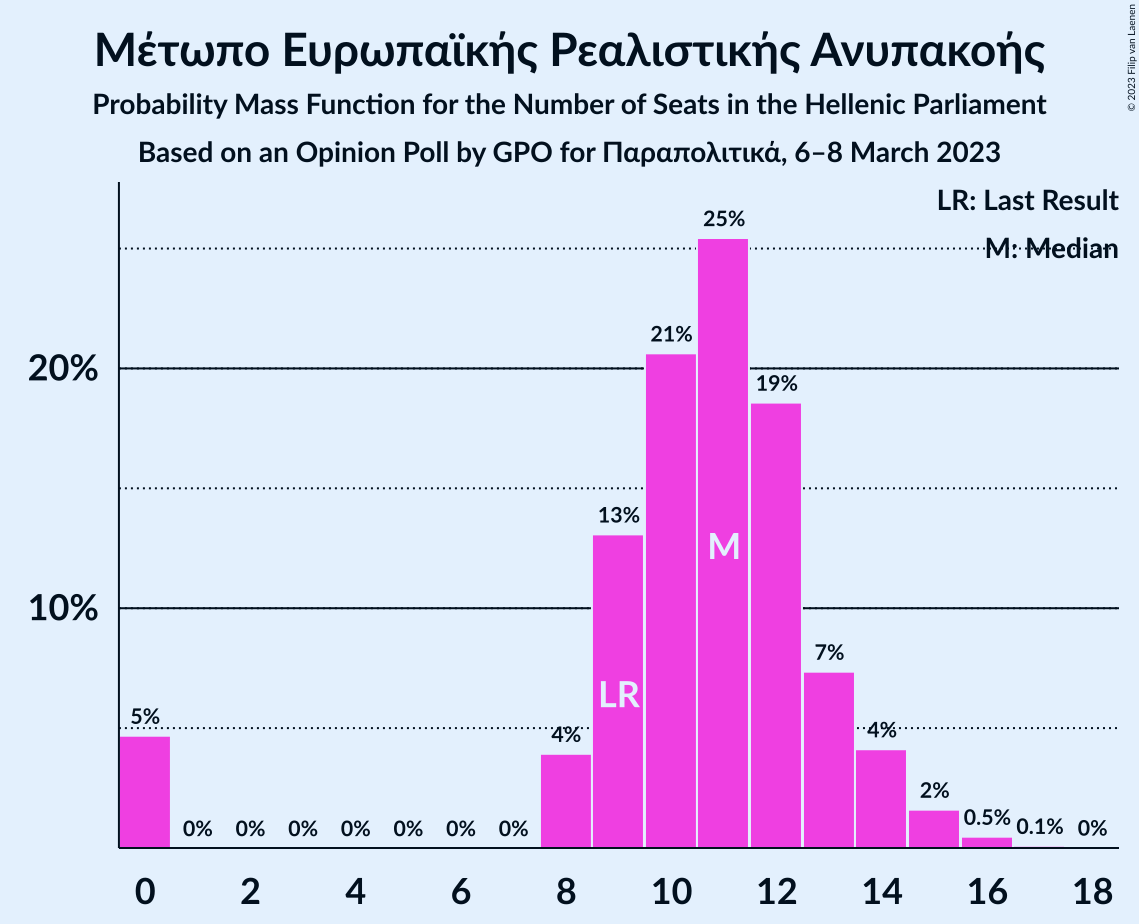 Μέτωπο Ευρωπαϊκής Ρεαλιστικής Ανυπακοής
Probability Mass Function for the Number of Seats in the Hellenic Parliament
Based on an Opinion Poll by GPO for Παραπολιτικά, 6–8 March 2023
© 2023 Filip van Laenen
LR: Last Result
M: Median
25%
21%
20%
19%
13%
M
10%
7%
LR
5%
4%
4%
2%
0% 0% 0% 0% 0% 0% 0% 0.5% 0.1% 0%
0 2 4 6 8 10 12 14 16 18